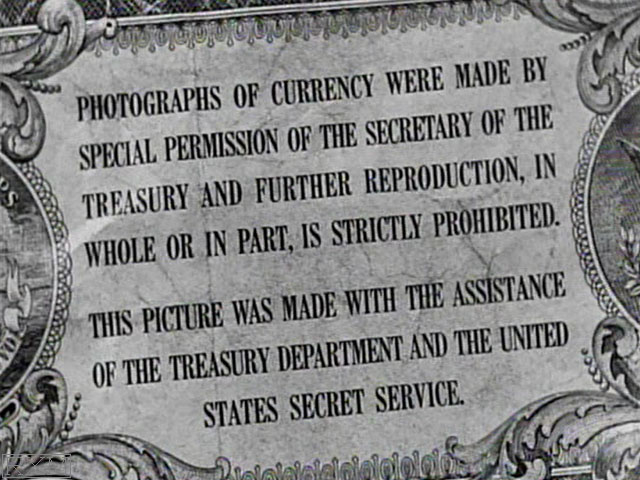 PHOTOGRAPHS OF CURRENCY WERE MADE BY
SPECIAL PERMISSION OF THE SECRETARY OF THE
TREASURY AND FURTHER REPRODUCTION, IN
WHOLE OR IN PART, IS STRICTLY PROHIBITED.
THIS PICTURE WAS MADE WITH THE ASSISTANCE
OF THE TREASURY DEPARTMENT AND THE UNITED
STATES SECRET SERVICE.